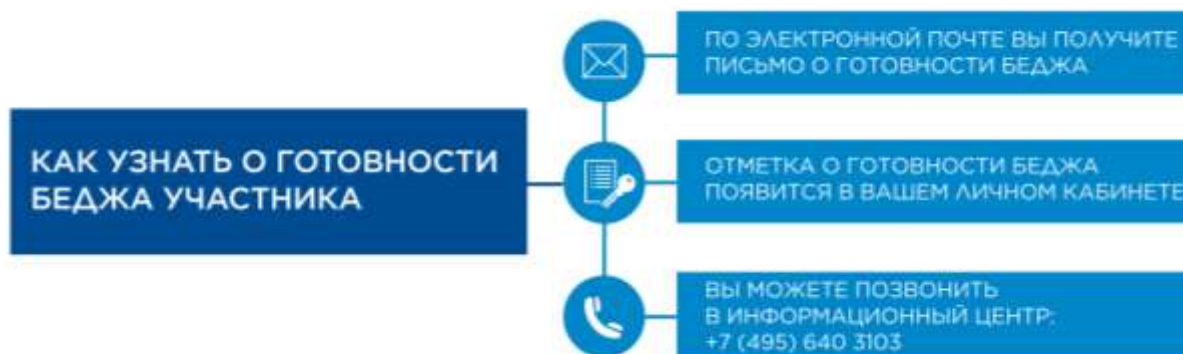 КАК УЗНАТЬ О ГОТОВНОСТИ
БЕДЖА УЧАСТНИКА
ПО ЭЛЕКТРОННОЙ ПОЧТЕ ВЫ ПОЛУЧИТЕ
ПИСЬМО О ГОТОВНОСТИ БЕДЖА
ОТМЕТКА О ГОТОВНОСТИ БЕДЖА
ПОЯВИТСЯ В ВАШЕМ ЛИЧНОМ КАБИНЕТЕ
ВЫ МОЖЕТЕ ПОЗВОНИТЬ
В ИНФОРМАЦИОННЫЙ ЦЕНТР:
+7 (495) 640 3103